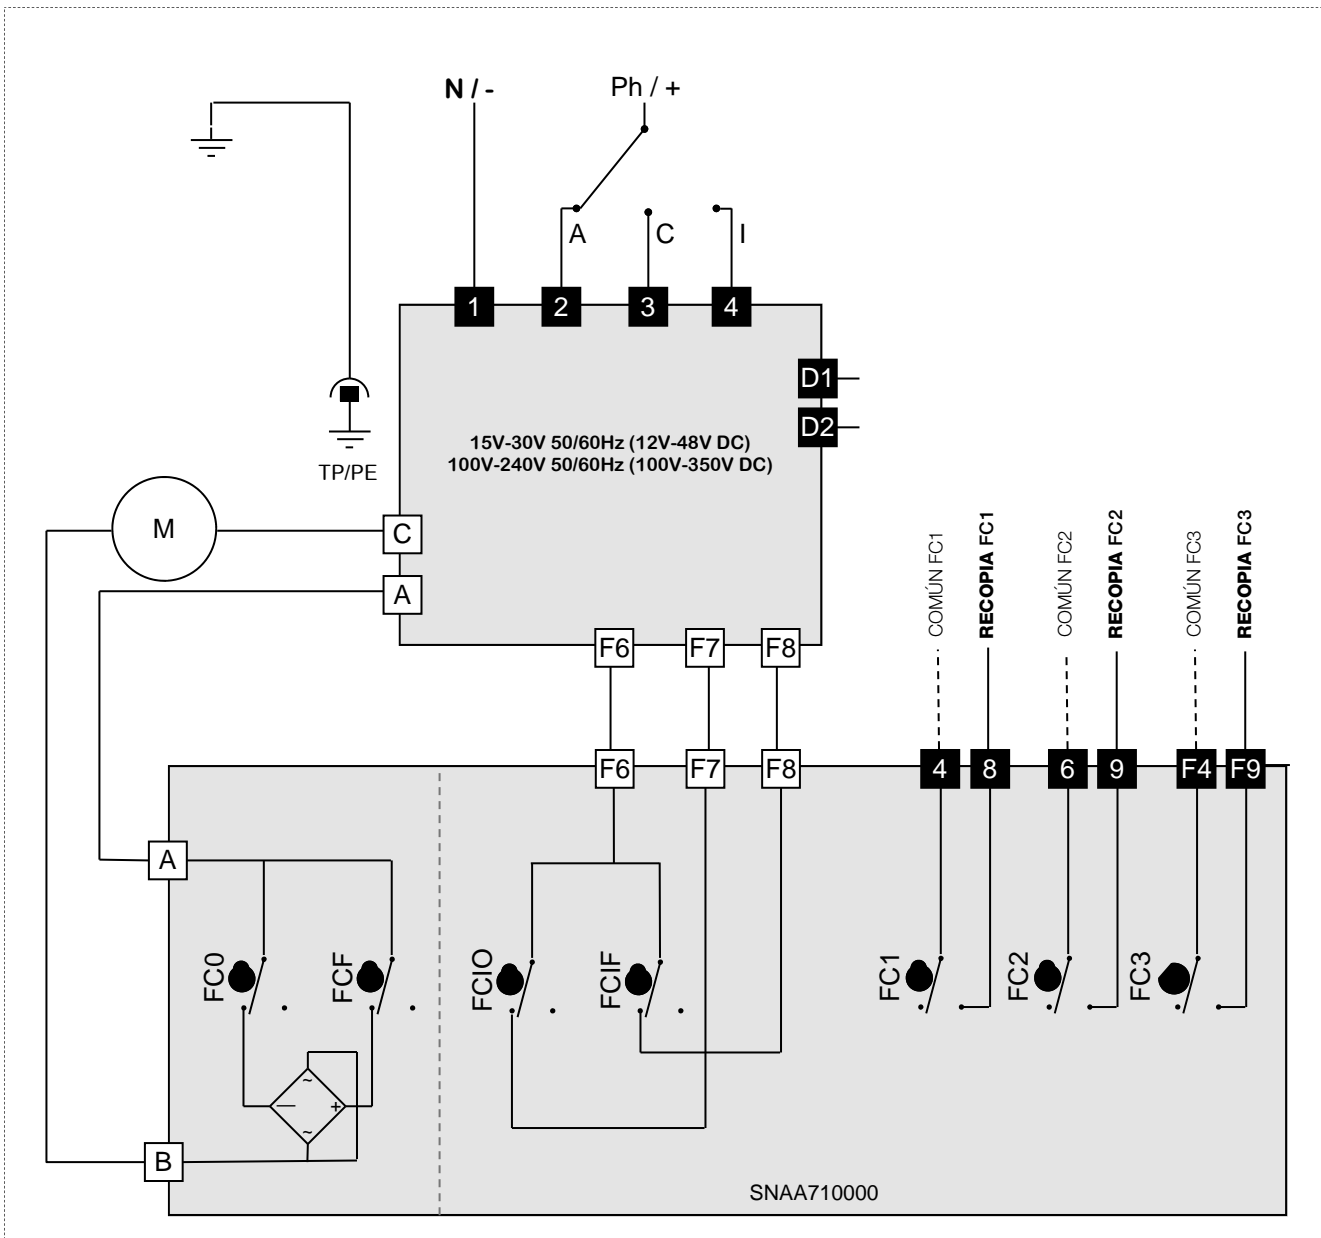 N / -
Ph / +
A
C
I
1
2
3
4
D1
D2
15V-30V 50/60Hz (12V-48V DC)
100V-240V 50/60Hz (100V-350V DC)
TP/PE
M
C
A
F6
F7
F8
COMÚN FC1
RECOPIA FC1
COMÚN FC2
RECOPIA FC2
COMÚN FC3
RECOPIA FC3
F6
F7
F8
4
8
6
9
F4
F9
A
FC0
FCF
FCIO
FCIF
FC1
FC2
FC3
~
—
+
~
B
SNAA710000